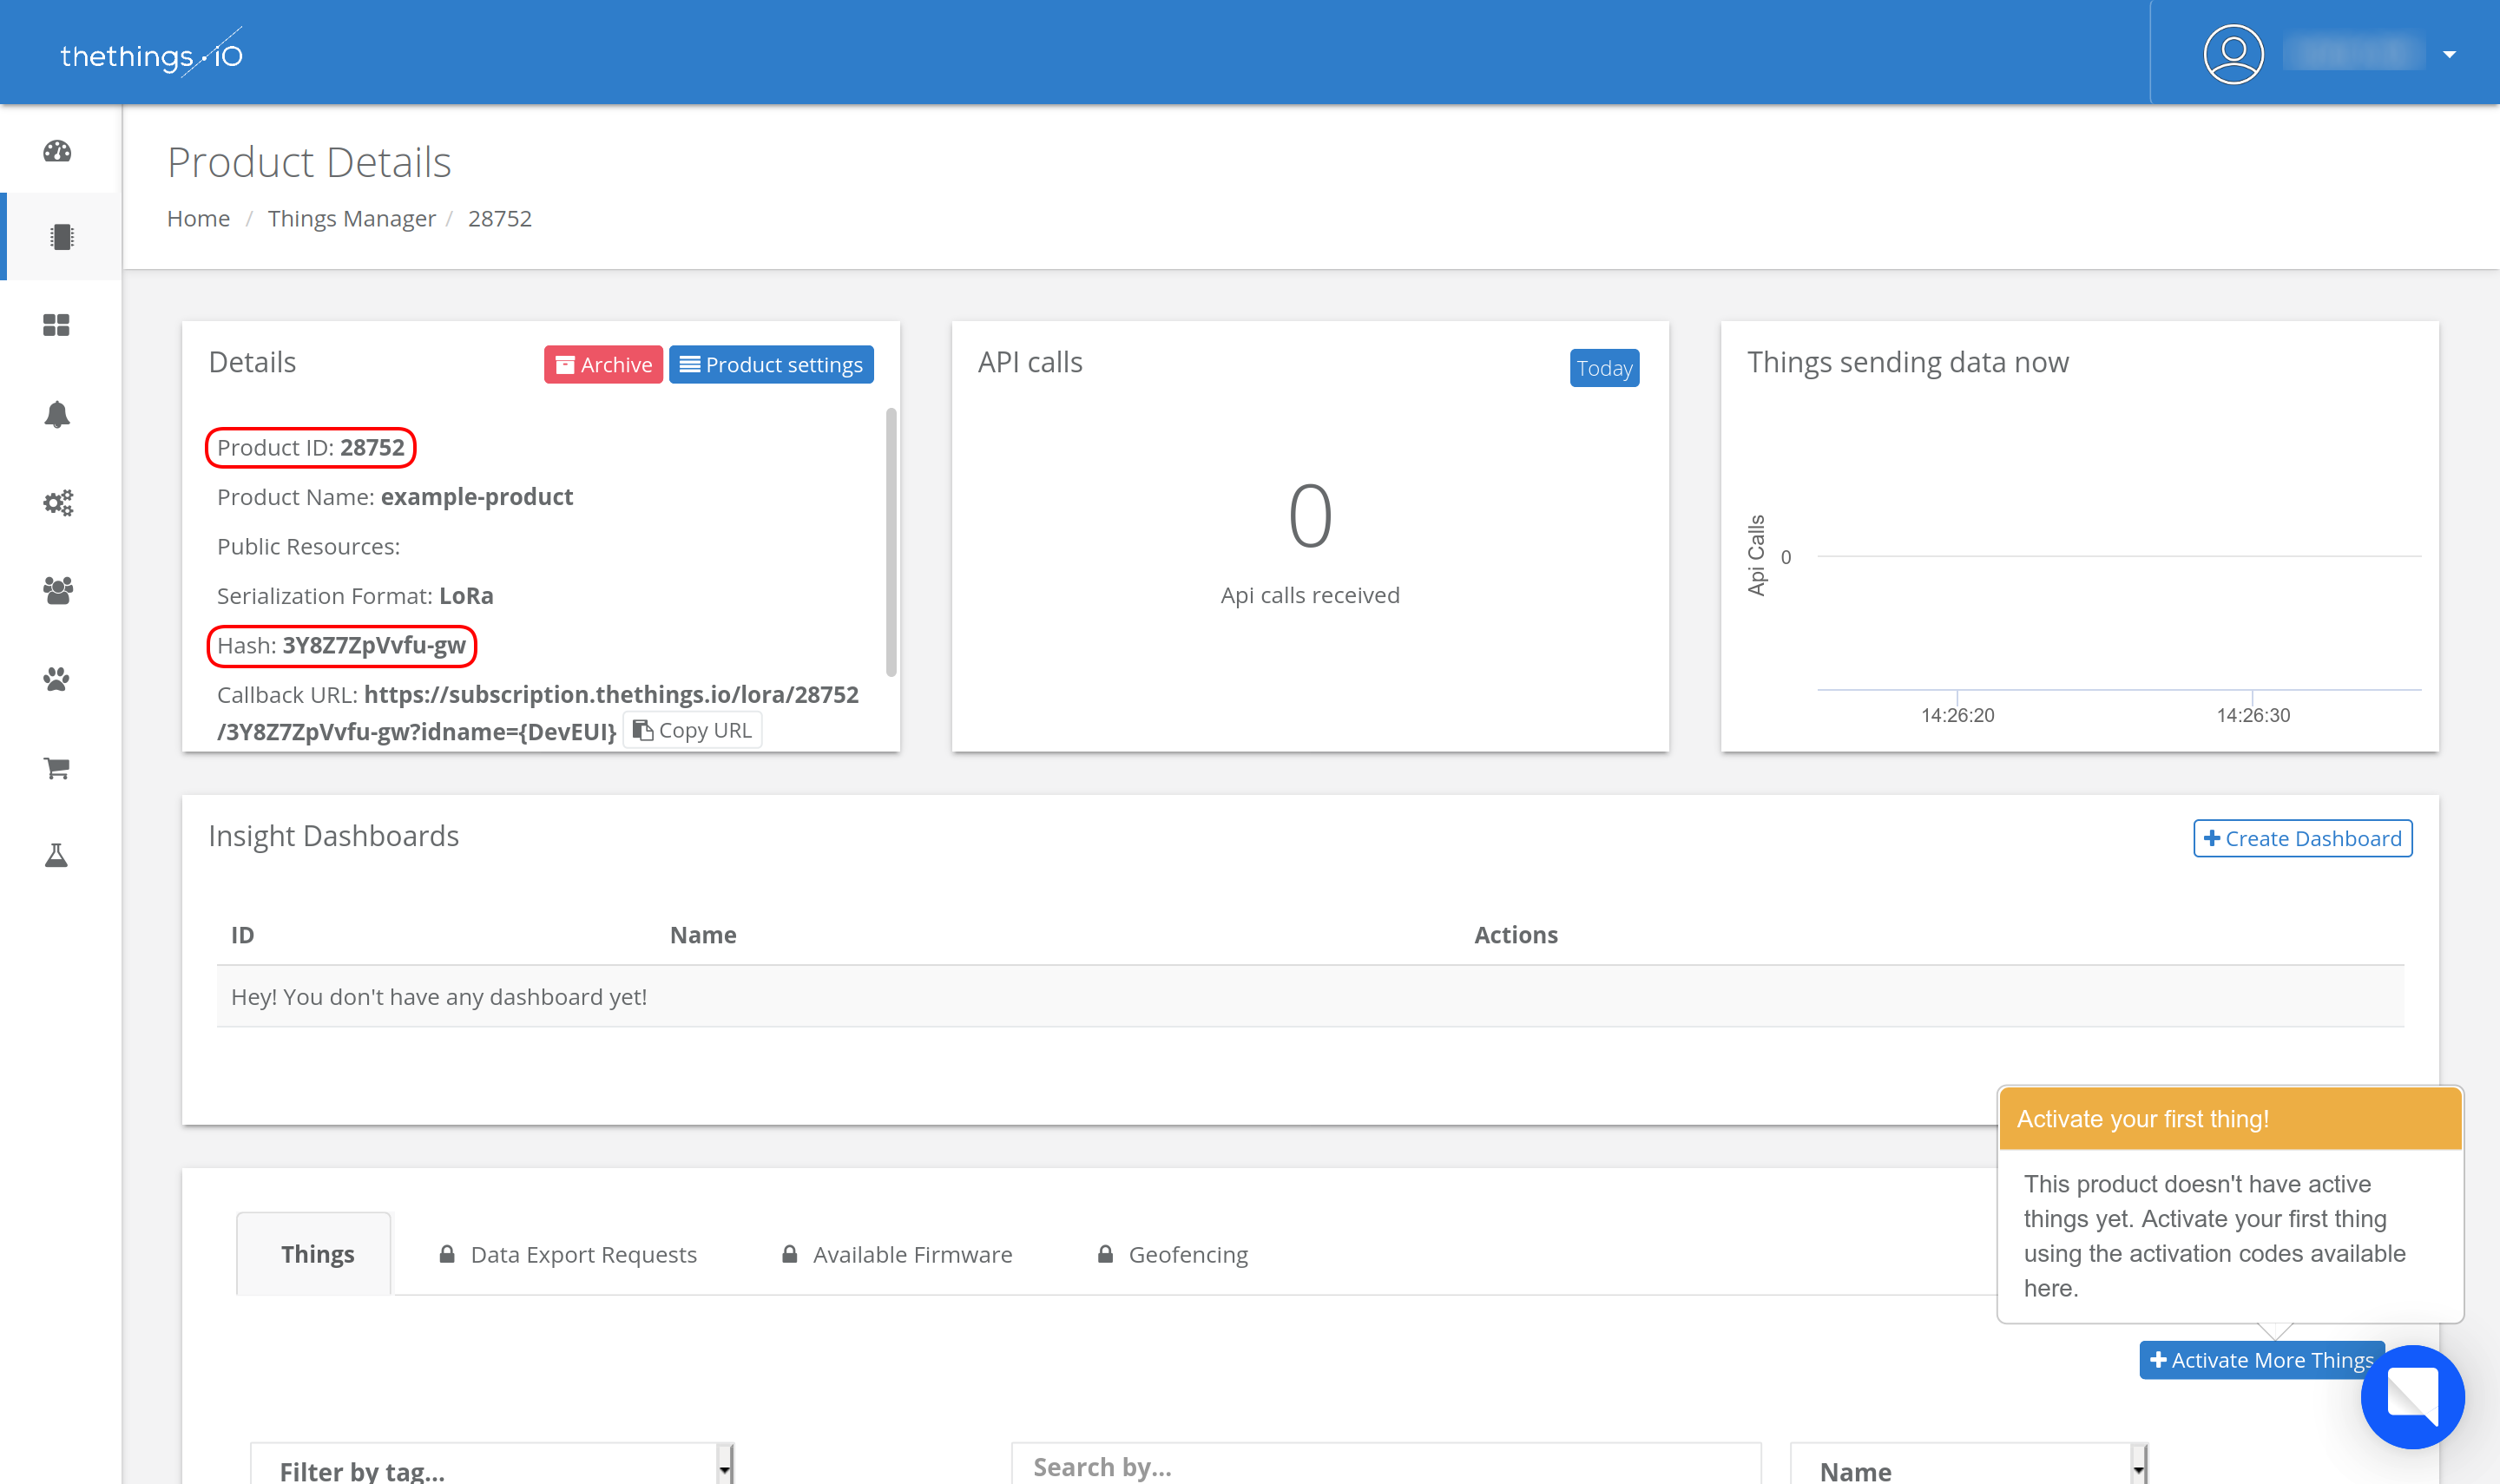 thethings.iO
Product Details
Home / Things Manager / 28752
Details
Archive
Product settings
Product ID: 28752
Product Name: example-product
Public Resources:
Serialization Format: LoRa
Hash: 3Y8Z7ZpVvfu-gw
Callback URL: https://subscription.thethings.io/lora/28752
/3Y8Z7ZpVvfu-gw?idname={DevEUI}
Copy URL
API calls
Today
0
Api calls received
Things sending data now
Api Calls
0
14:26:20
14:26:30
Insight Dashboards
Create Dashboard
ID Name Actions
Hey! You don't have any dashboard yet!
Activate your first thing!
This product doesn't have active
things yet. Activate your first thing
using the activation codes available
here.
Things
Data Export Requests
Available Firmware
Geofencing
Activate More Things
Filter by tag...
Search by...
Name